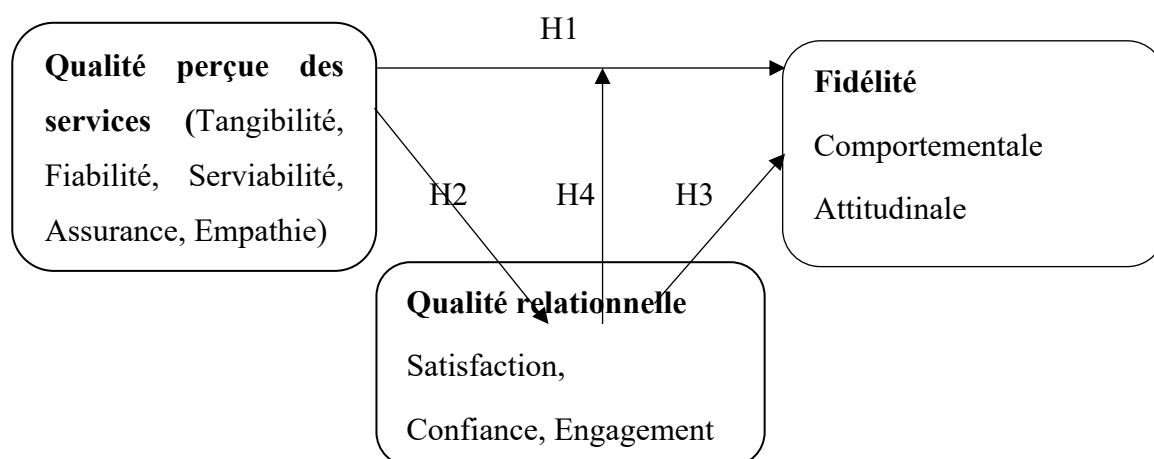 H1
Qualité perçue des
services (Tangibilité,
Fiabilité, Serviabilité,
Assurance, Empathie)
Fidélité
Comportementale
Attitudinale
H2
H4
H3
Qualité relationnelle
Satisfaction,
Confiance, Engagement